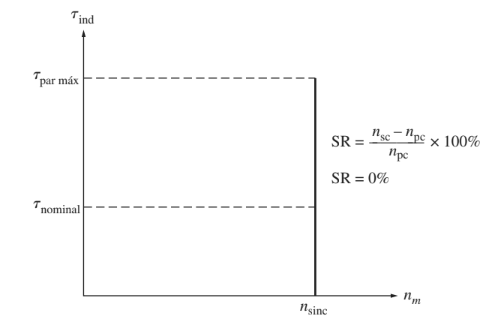 τind
τpar máx
SR = nsc − npc / npc × 100%
SR = 0%
τnominal
nm
nsinc